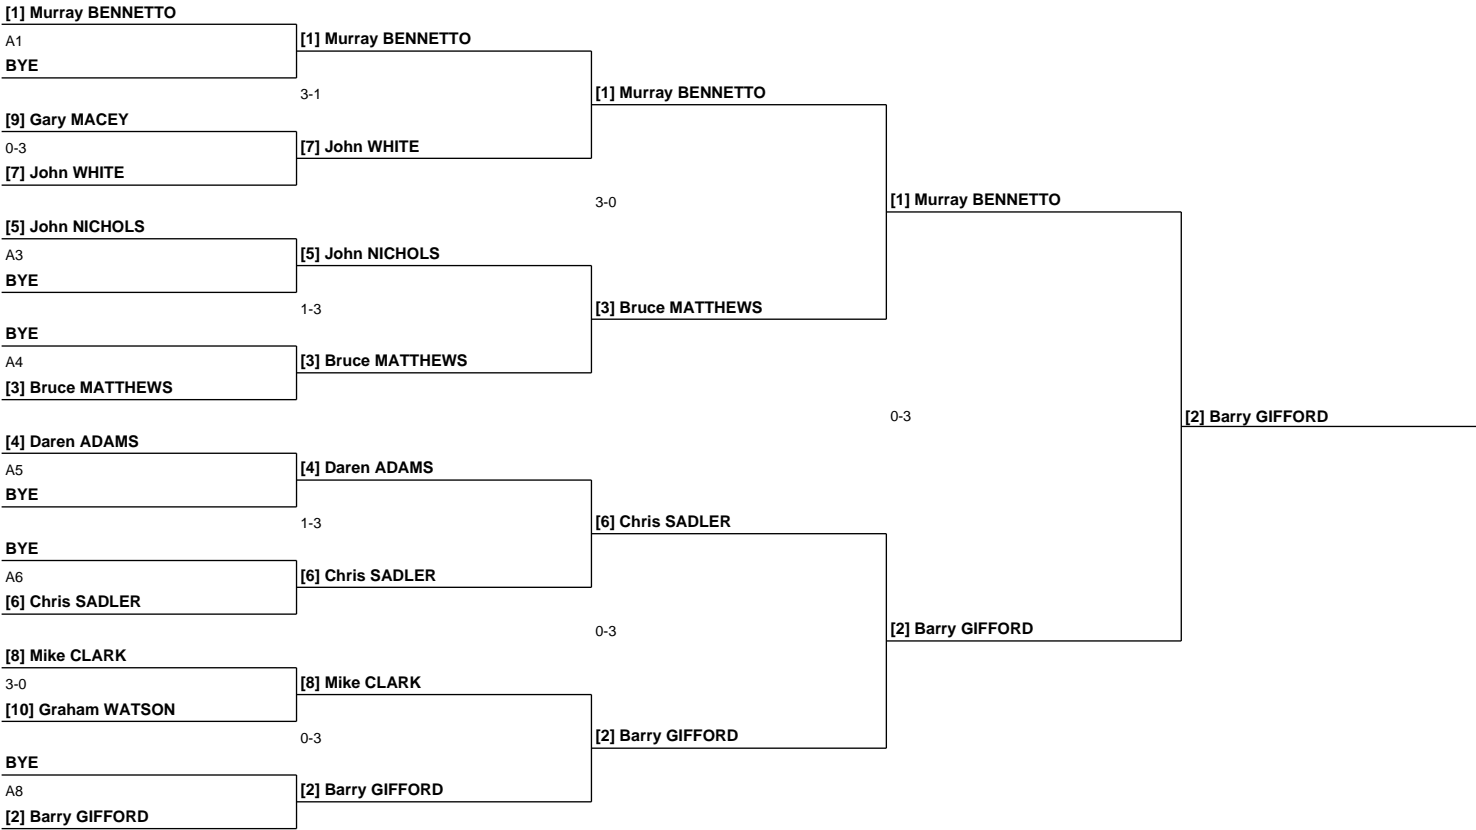 [1] Murray BENNETTO
A1
BYE
[9] Gary MACEY
0-3
[7] John WHITE
[5] John NICHOLS
A3
BYE
BYE
A4
[3] Bruce MATTHEWS
[4] Daren ADAMS
A5
BYE
BYE
A6
[6] Chris SADLER
[8] Mike CLARK
3-0
[10] Graham WATSON
BYE
A8
[2] Barry GIFFORD
[1] Murray BENNETTO
3-1
[7] John WHITE
[5] John NICHOLS
1-3
[3] Bruce MATTHEWS
[4] Daren ADAMS
1-3
[6] Chris SADLER
[8] Mike CLARK
0-3
[2] Barry GIFFORD
[1] Murray BENNETTO
3-0
[3] Bruce MATTHEWS
[6] Chris SADLER
0-3
[2] Barry GIFFORD
[1] Murray BENNETTO
0-3
[2] Barry GIFFORD
[2] Barry GIFFORD